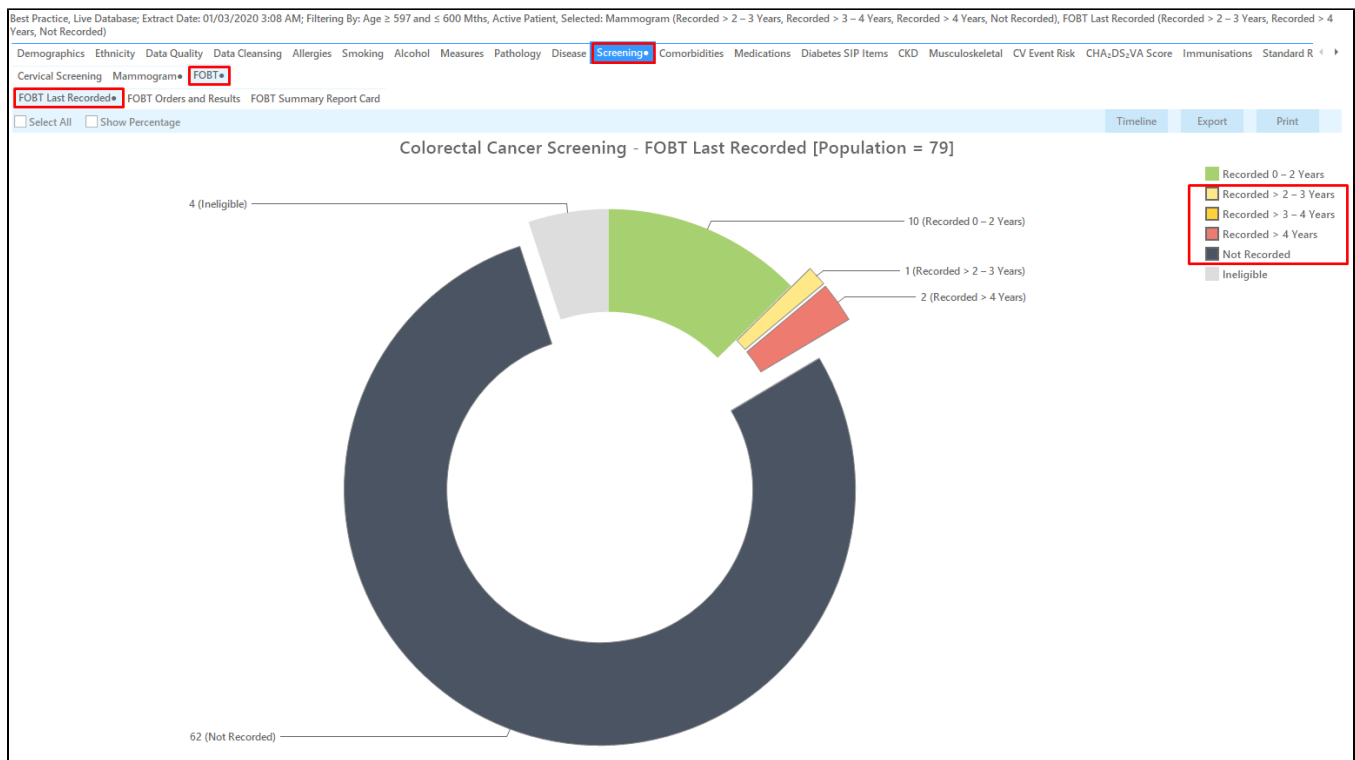 Best Practice, Live Database; Extract Date: 01/03/2020 3:08 AM; Filtering By: Age ≥ 597 and ≤ 600 Mths, Active Patient, Selected: Mammogram (Recorded > 2 – 3 Years, Recorded > 3 – 4 Years, Recorded > 4 Years, Not Recorded), FOBT Last Recorded (Recorded > 2 – 3 Years, Recorded > 4
Years, Not Recorded)
Demographics Ethnicity Data Quality Data Cleansing Allergies Smoking Alcohol Measures Pathology Disease Screening• Comorbidities Medications Diabetes SIP Items CKD Musculoskeletal CV Event Risk CHA₂DS₂VA Score Immunisations Standard R
Cervical Screening Mammogram• FOBT•
FOBT Last Recorded• FOBT Orders and Results FOBT Summary Report Card
Select All Show Percentage Timeline Export Print
Colorectal Cancer Screening - FOBT Last Recorded [Population = 79]
Recorded 0 – 2 Years
Recorded > 2 – 3 Years
Recorded > 3 – 4 Years
Recorded > 4 Years
Not Recorded
Ineligible
4 (Ineligible)
10 (Recorded 0 – 2 Years)
1 (Recorded > 2 – 3 Years)
2 (Recorded > 4 Years)
62 (Not Recorded)